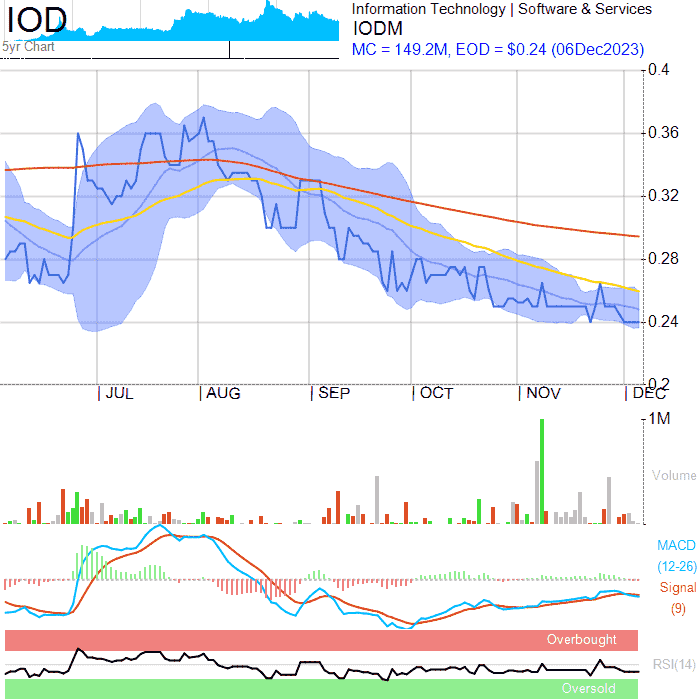 IOD
5yr Chart
Information Technology | Software & Services
IODM
MC = 149.2M, EOD = $0.24 (06Dec2023)
0.4
0.36
0.32
0.28
0.24
0.2
JUL
AUG
SEP
OCT
NOV
DEC
1M
Volume
MACD
(12-26)
Signal
(9)
Overbought
RSI(14)
Oversold